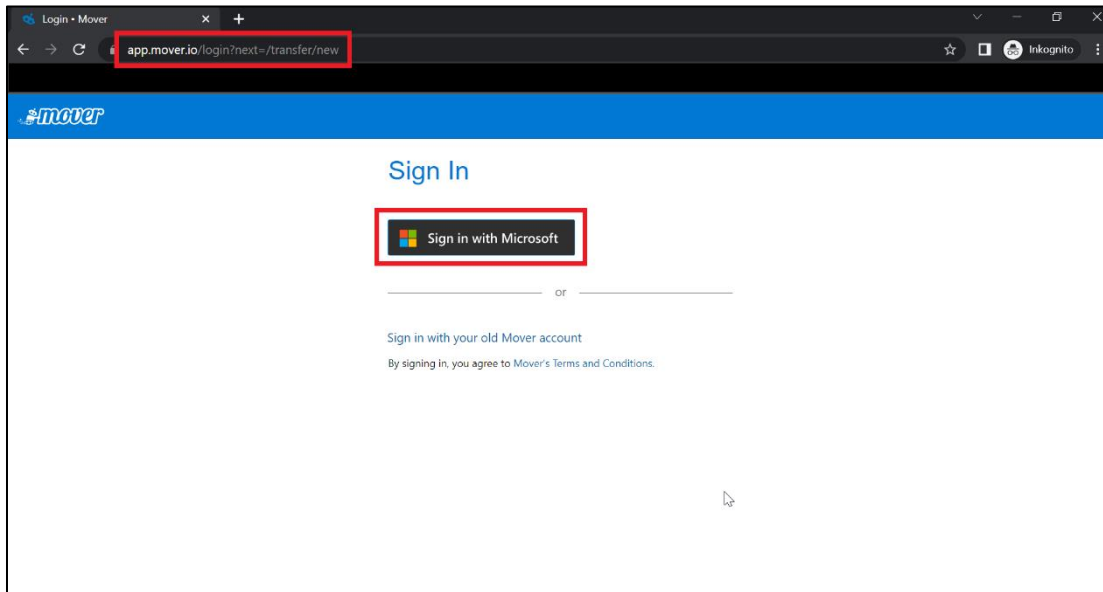 Login • Mover
app.mover.io/login?next=/transfer/new
Inkognito
mover
Sign In
Sign in with Microsoft
or
Sign in with your old Mover account
By signing in, you agree to Mover's Terms and Conditions.